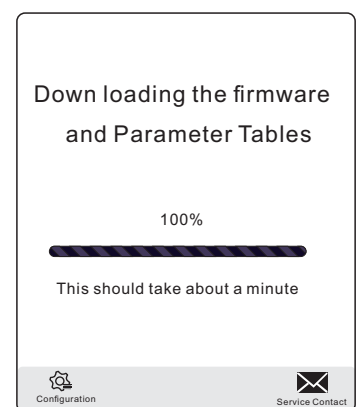 Down loading the firmware
and Parameter Tables
100%
This should take about a minute
Configuration
Service Contact